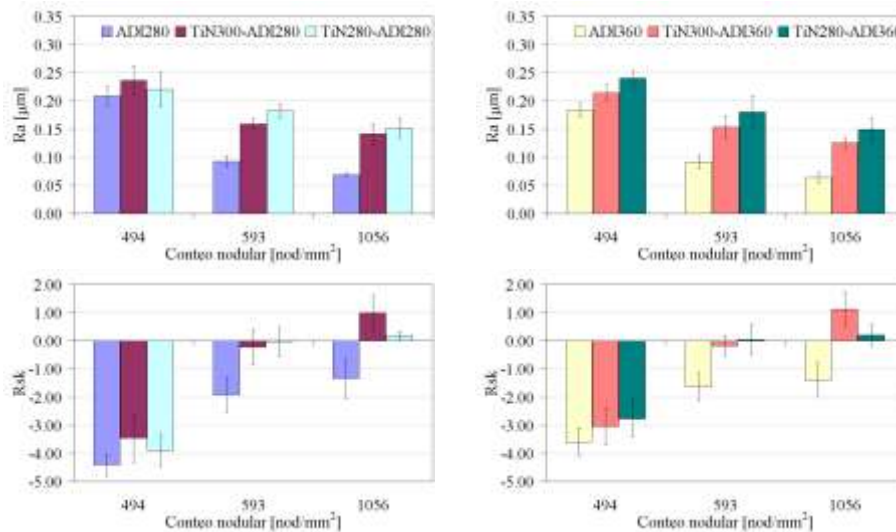 0.35
0.30
0.25
0.20
0.15
0.10
0.05
0.00
Ra [µm]
ADI280 TiN300-ADI280 TiN280-ADI280
494 593 1056
Conteo nodular [nod/mm²]
0.35
0.30
0.25
0.20
0.15
0.10
0.05
0.00
Ra [µm]
ADI360 TiN300-ADI360 TiN280-ADI360
494 593 1056
Conteo nodular [nod/mm²]
2.00
1.00
0.00
-1.00
-2.00
-3.00
-4.00
-5.00
Rsk
494 593 1056
Conteo nodular [nod/mm²]
2.00
1.00
0.00
-1.00
-2.00
-3.00
-4.00
-5.00
Rsk
494 593 1056
Conteo nodular [nod/mm²]